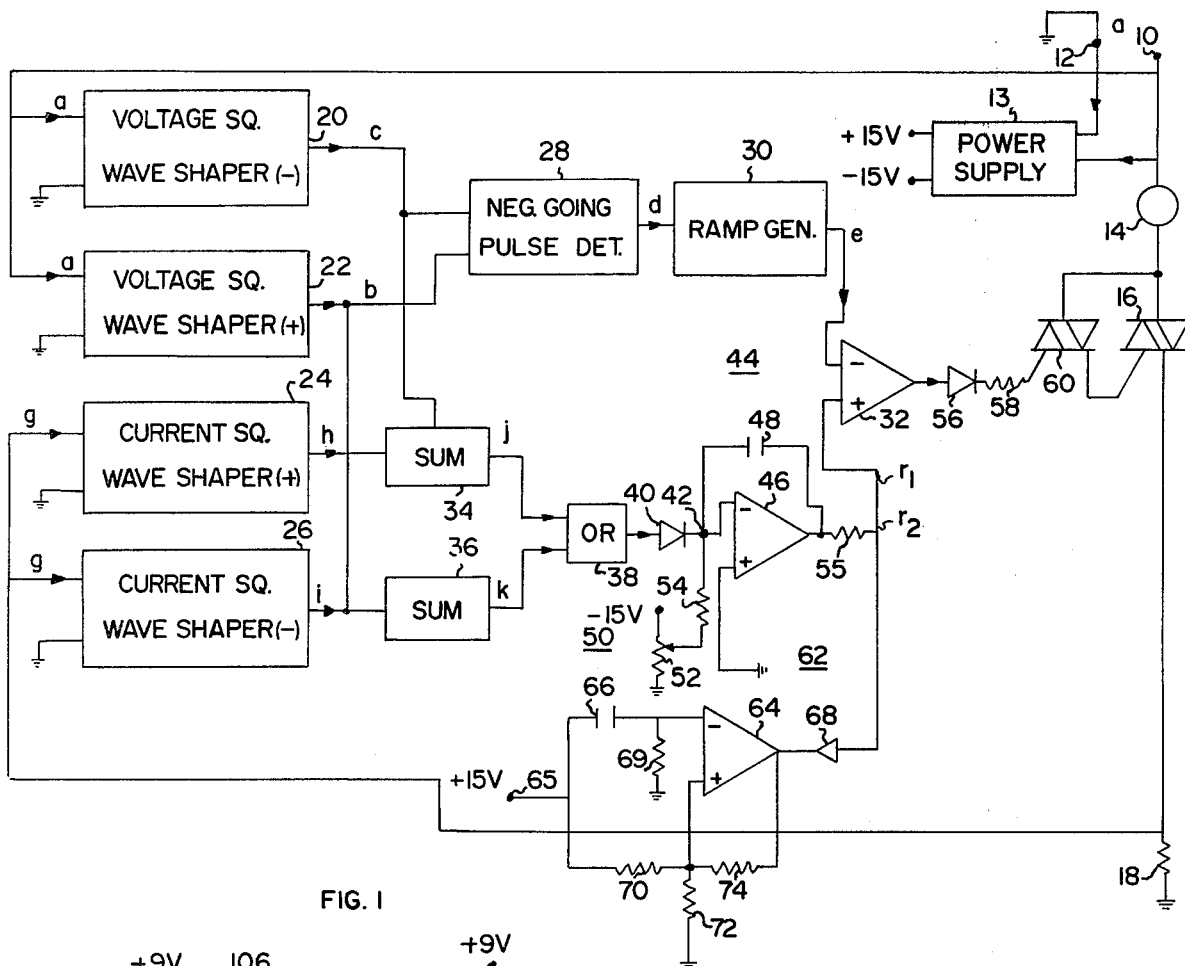 a
10
12
13
+15V
-15V
POWER
SUPPLY
14
a
VOLTAGE SQ.
WAVE SHAPER (-)
20
c
28
NEG. GOING
PULSE DET.
d
30
RAMP GEN.
e
a
VOLTAGE SQ.
WAVE SHAPER (+)
22
b
16
60
44
-
+
32
56
58
g
CURRENT SQ.
WAVE SHAPER (+)
24
h
SUM
34
j
48
r1
40
42
46
-
+
r2
55
OR
38
g
CURRENT SQ.
WAVE SHAPER (-)
26
i
36
SUM
k
54
-15V
50
52
62
66
64
68
69
-
+
+15V
65
70
74
72
18
FIG. 1
+9V
106
+9V